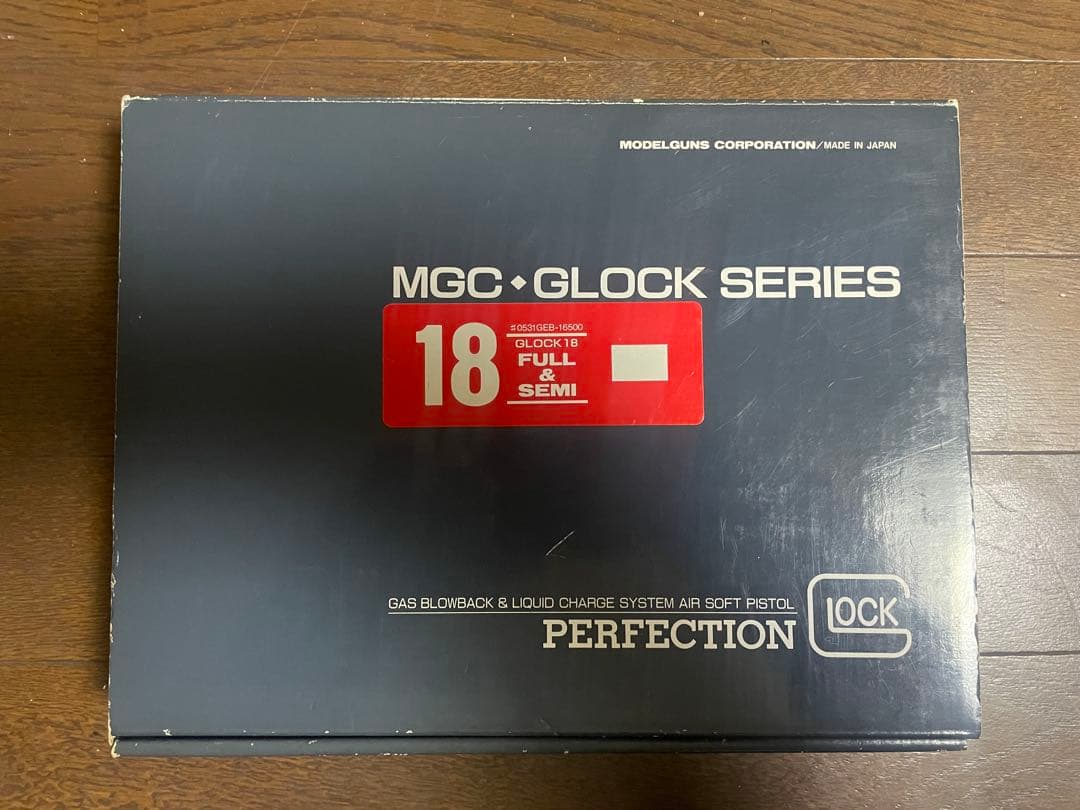 MODELGUNS CORPORATION/MADE IN JAPAN
MGC◆GLOCK SERIES
18
#0531GEB-16500
GLOCK18
FULL
&
SEMI
GAS BLOWBACK & LIQUID CHARGE SYSTEM AIR SOFT PISTOL
PERFECTION
GLOCK